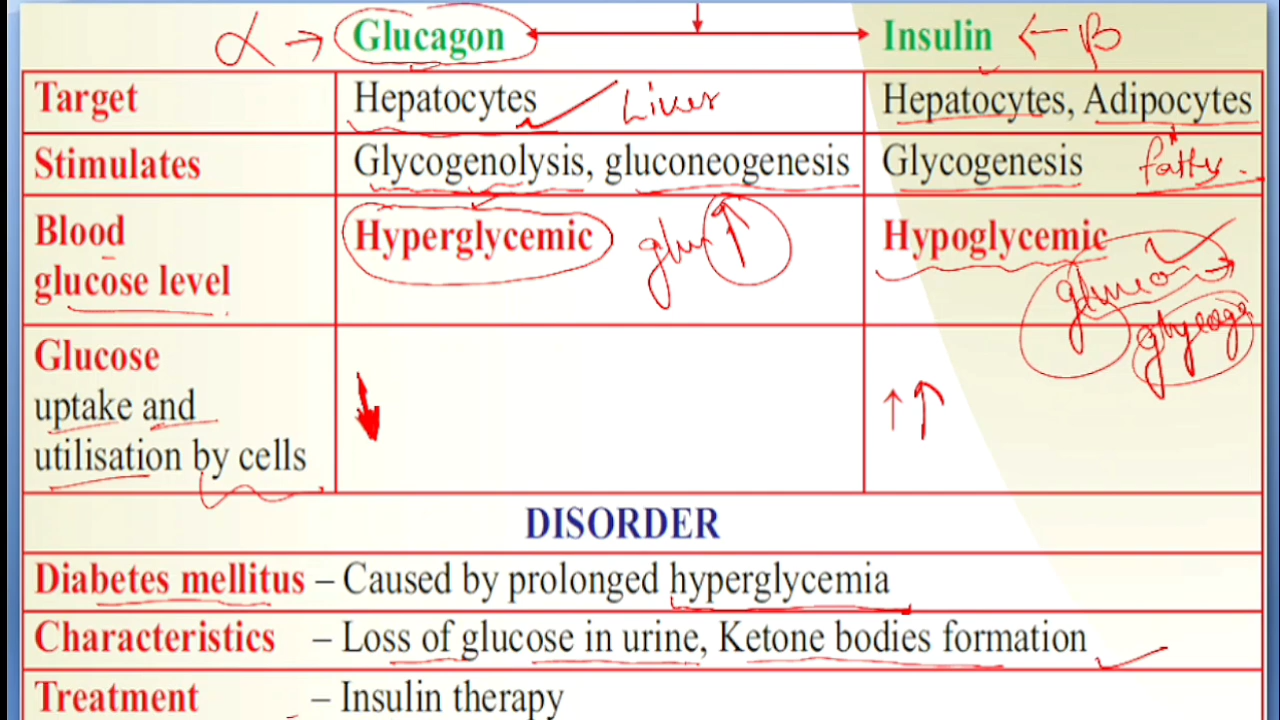 α → Glucagon Insulin ← β
Target Hepatocytes Liver Hepatocytes, Adipocytes
Stimulates Glycogenolysis, gluconeogenesis Glycogenesis fatty
Blood
glucose level Hyperglycemic glu ↑ Hypoglycemic
Glucose
uptake and
utilisation by cells ↓ ↑ ↑
DISORDER
Diabetes mellitus – Caused by prolonged hyperglycemia
Characteristics – Loss of glucose in urine, Ketone bodies formation
Treatment – Insulin therapy